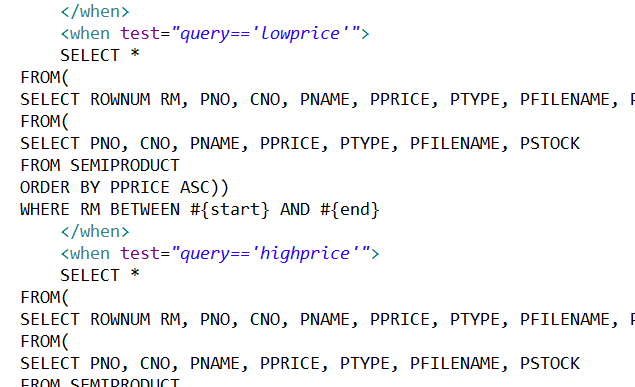 </when>
<when test="query=='lowprice'">
SELECT *
FROM(
SELECT ROWNUM RM, PNO, CNO, PNAME, PPRICE, PTYPE, PFILENAME,
FROM(
SELECT PNO, CNO, PNAME, PPRICE, PTYPE, PFILENAME, PSTOCK
FROM SEMIPRODUCT
ORDER BY PPRICE ASC))
WHERE RM BETWEEN #{start} AND #{end}
</when>
<when test="query=='highprice'">
SELECT *
FROM(
SELECT ROWNUM RM, PNO, CNO, PNAME, PPRICE, PTYPE, PFILENAME,
FROM(
SELECT PNO, CNO, PNAME, PPRICE, PTYPE, PFILENAME, PSTOCK
FROM SEMIPRODUCT